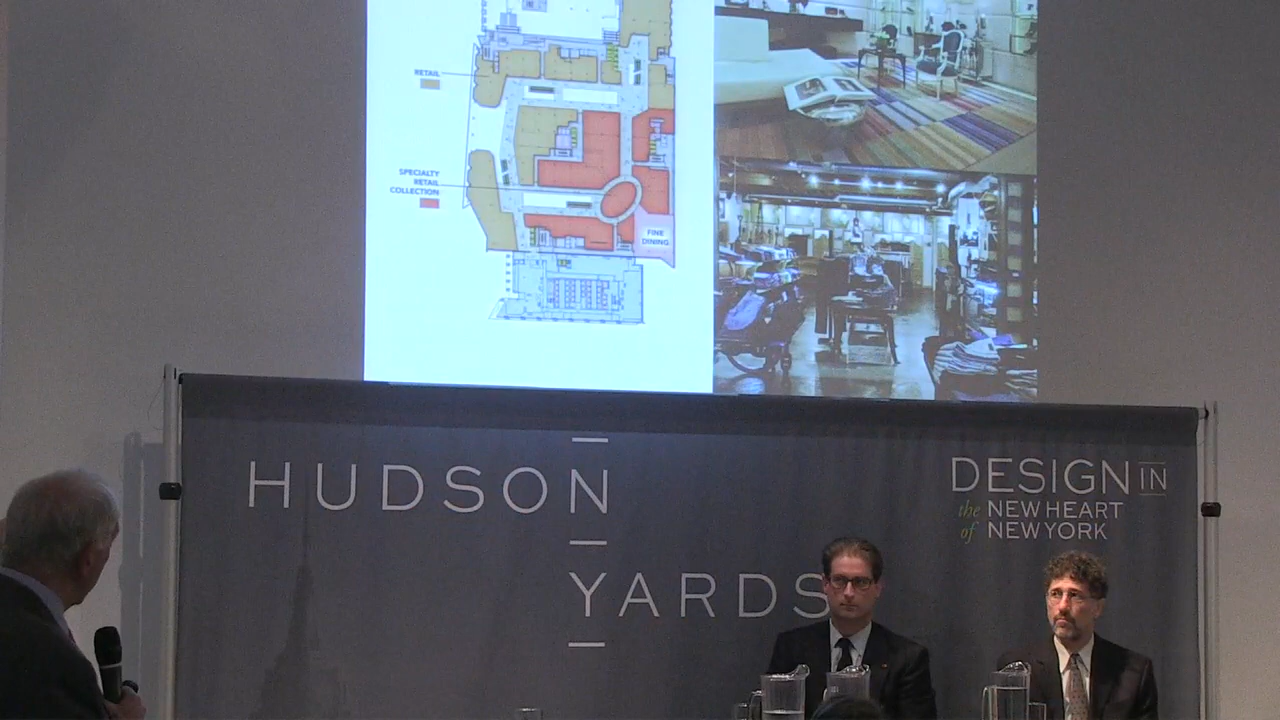 RETAIL
SPECIALTY
RETAIL
COLLECTION
FINE
DINING
HUDSON
YARDS
DESIGN IN
the NEW HEART
of NEW YORK